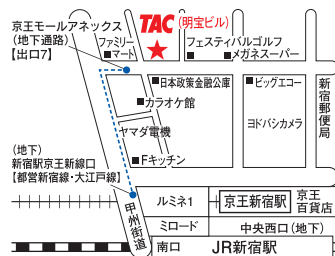 京王モールアネックス
(地下通路)
【出口7】
TAC (明宝ビル)
ファミリー
マート
フェスティバルゴルフ
メガネスーパー
日本政策金融公庫
ビッグエコー
カラオケ館
新宿郵便局
ヤマダ電機
ヨドバシカメラ
Fキッチン
(地下)
新宿駅京王新線口
【都営新宿線・大江戸線】
甲州街道
ルミネ1
京王新宿駅
京王
百貨店
ミロード
中央西口(地下)
南口
JR新宿駅